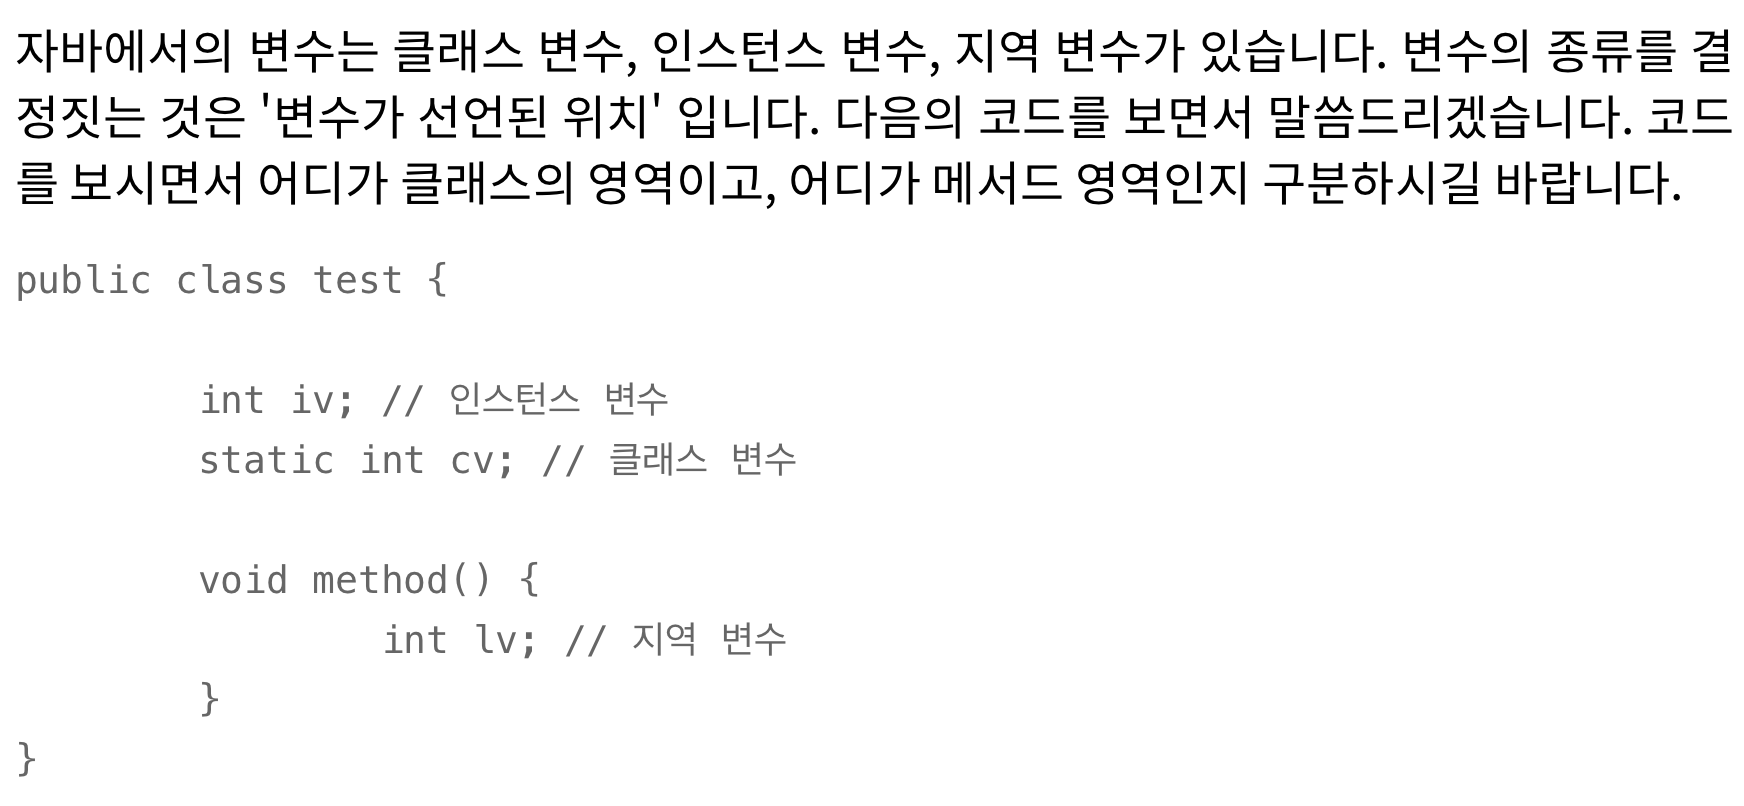 자바에서의 변수는 클래스 변수, 인스턴스 변수, 지역 변수가 있습니다. 변수의 종류를 결
정짓는 것은 '변수가 선언된 위치' 입니다. 다음의 코드를 보면서 말씀드리겠습니다. 코드
를 보시면서 어디가 클래스의 영역이고, 어디가 메서드 영역인지 구분하시길 바랍니다.
public class test {
int iv; // 인스턴스 변수
static int cv; // 클래스 변수
void method() {
int lv; // 지역 변수
}
}